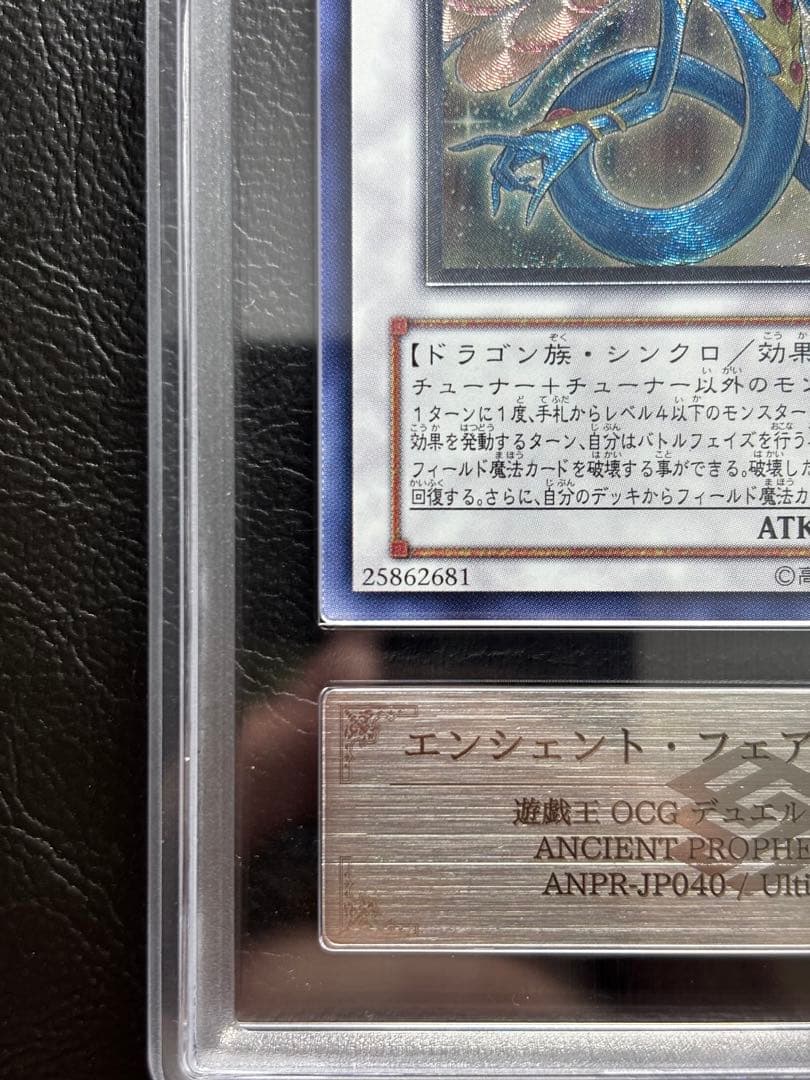 【ドラゴン族・シンクロ／効果
チューナー＋チューナー以外のモン
1ターンに1度、手札からレベル4以下のモンスター
効果を発動するターン、自分はバトルフェイズを行う
フィールド魔法カードを破壊する事ができる。破壊した
回復する。さらに、自分のデッキからフィールド魔法カ
ATK
25862681 ©高
エンシェント・フェア
遊戯王 OCG デュエル
ANCIENT PROPHE
ANPR-JP040 / Ulti